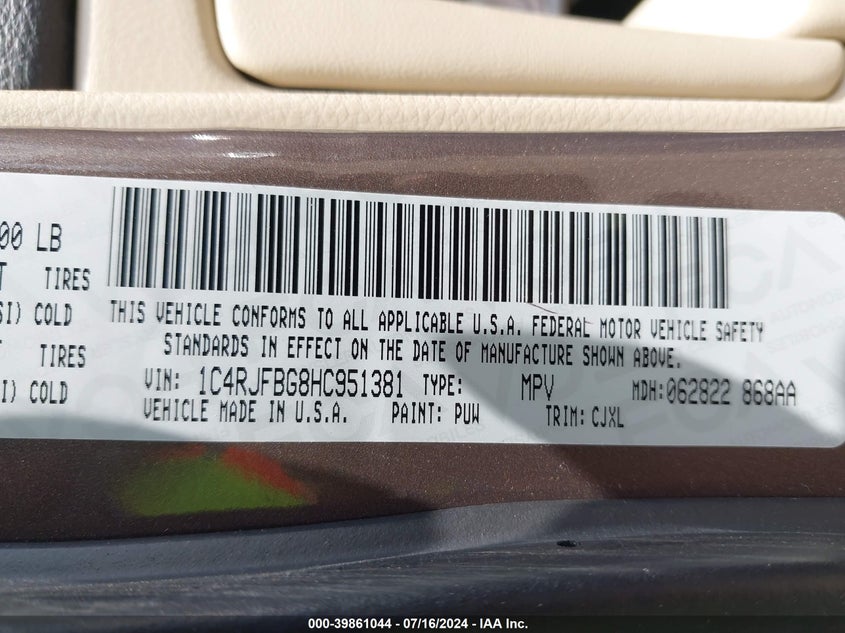 00 LB
TIRES
SI) COLD
TIRES
SI) COLD
THIS VEHICLE CONFORMS TO ALL APPLICABLE U.S.A. FEDERAL MOTOR VEHICLE SAFETY
STANDARDS IN EFFECT ON THE DATE OF MANUFACTURE SHOWN ABOVE.
VIN: 1C4RJFBG8HC951381 TYPE: MPV MDH:062822 868AA
VEHICLE MADE IN U.S.A. PAINT: PUW TRIM: CJXL
000-39861044 - 07/16/2024 - IAA Inc.